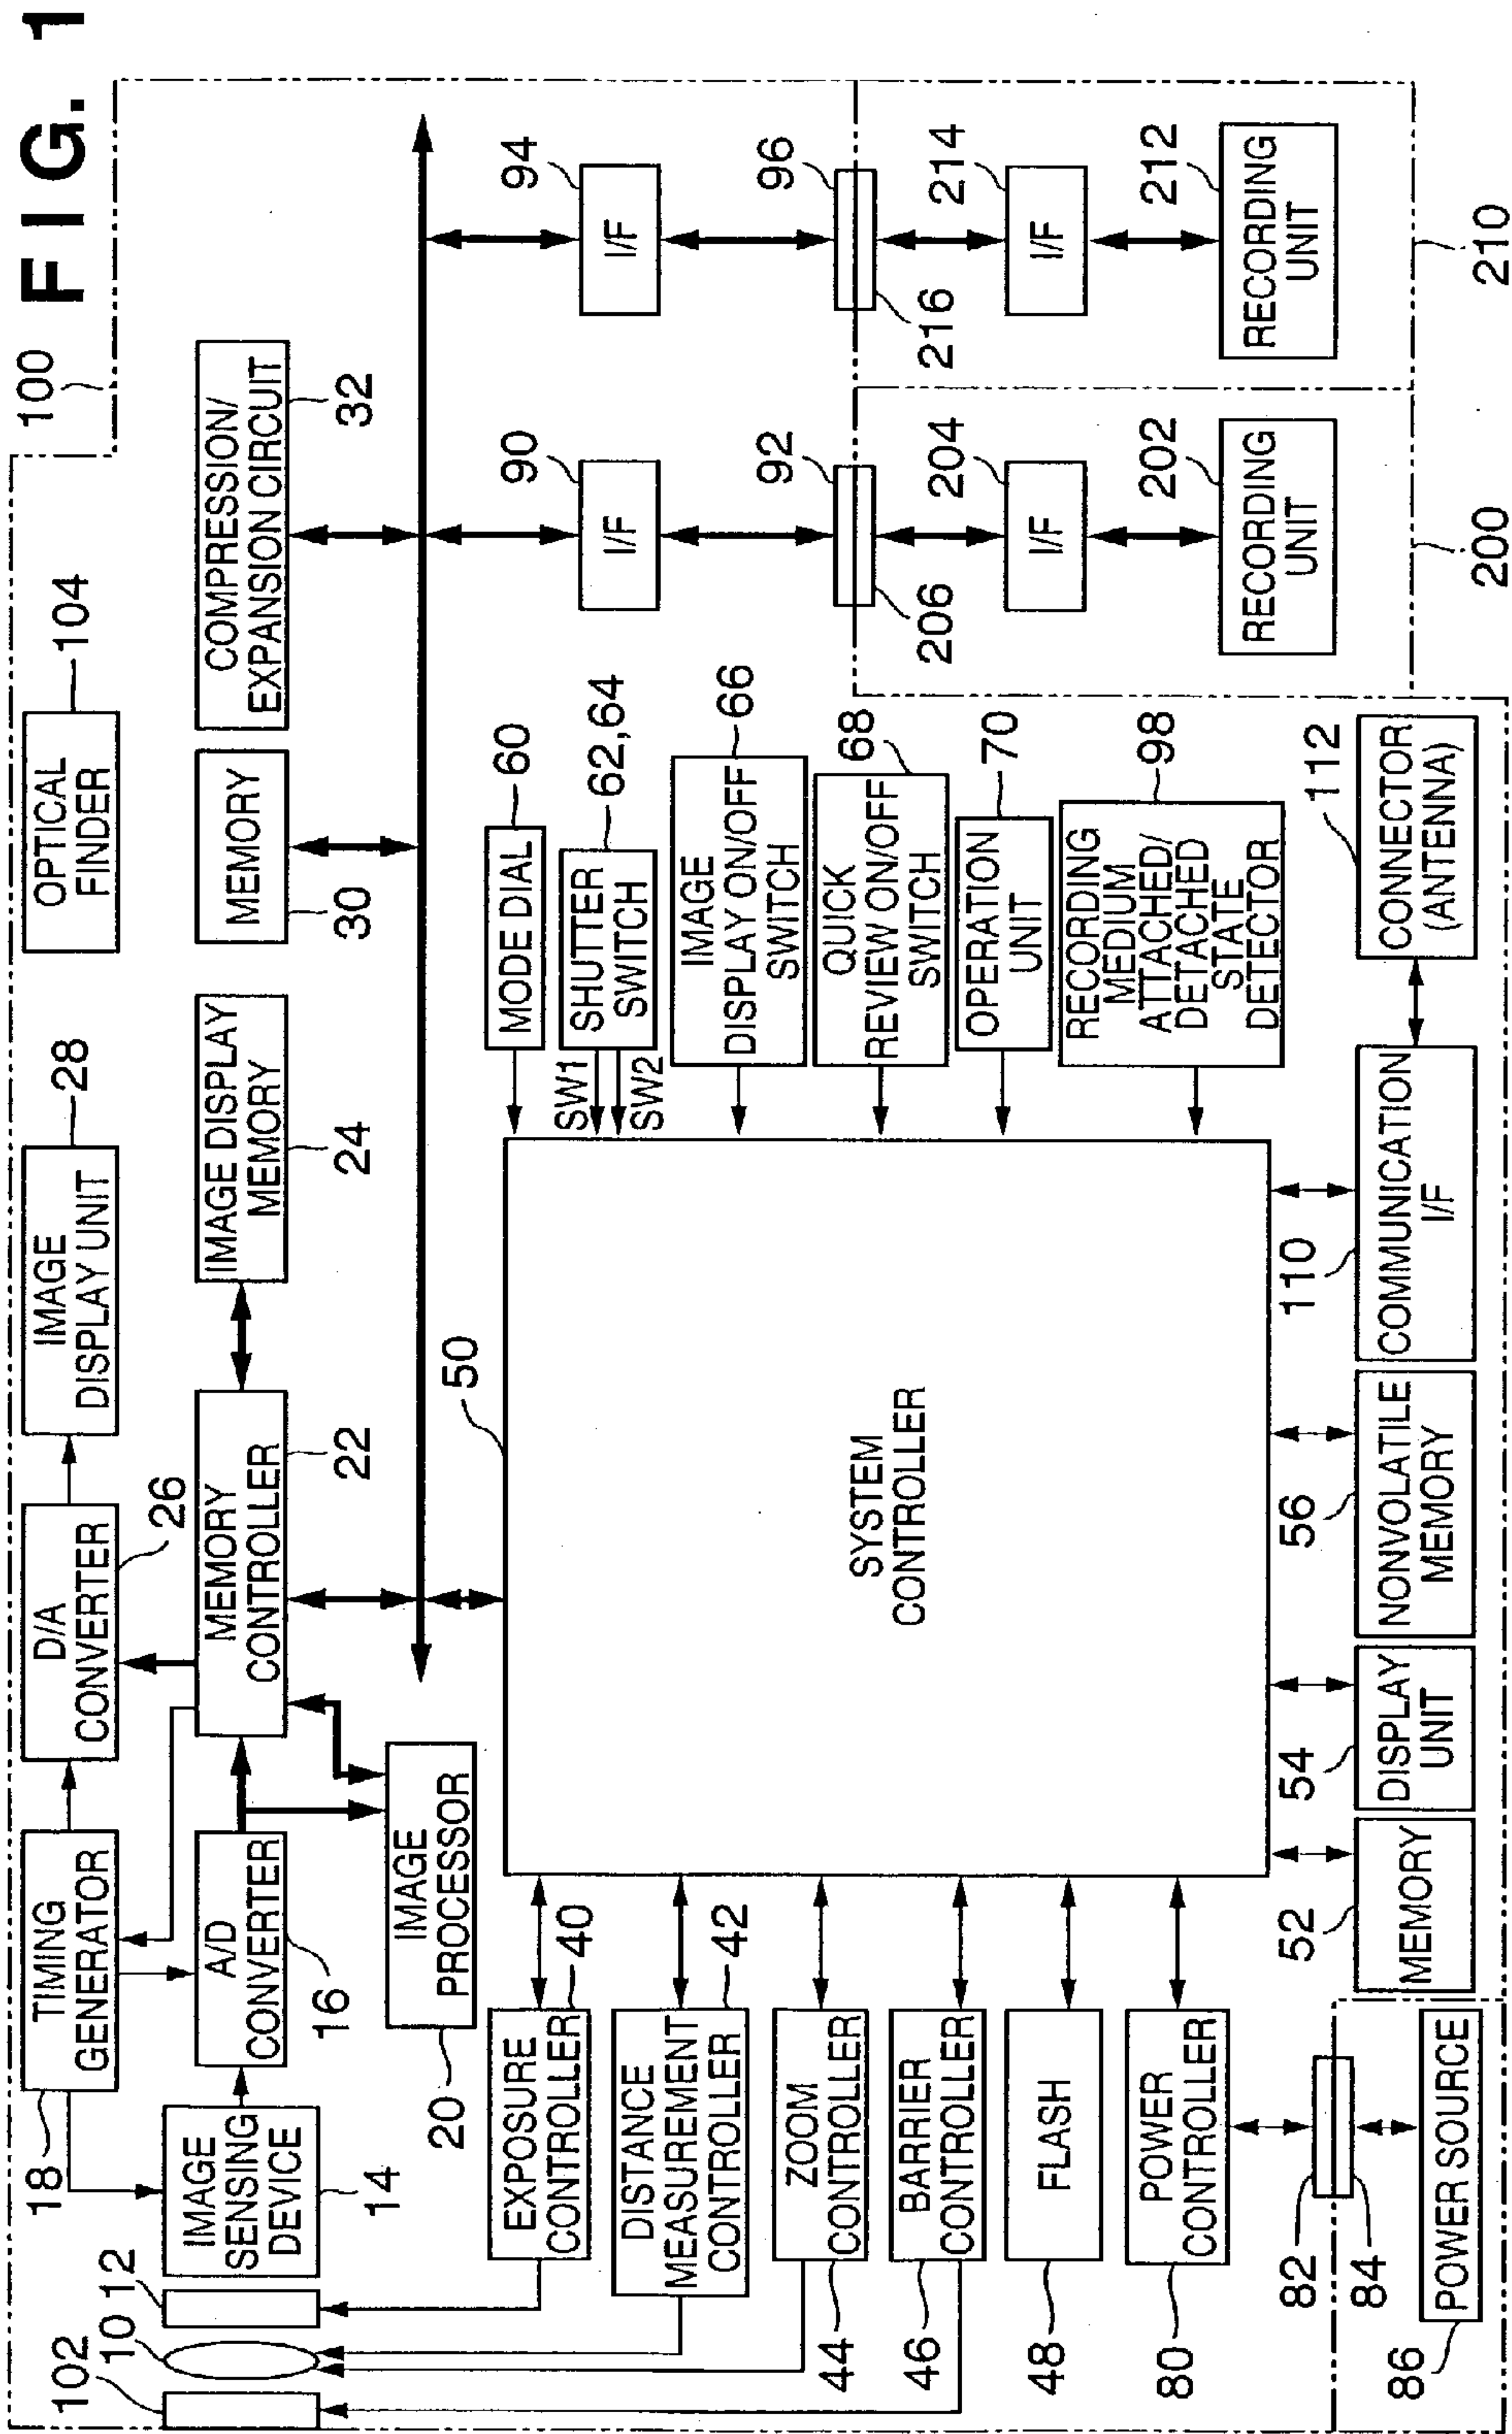 FIG. 1
100
OPTICAL
FINDER
104
IMAGE
DISPLAY UNIT
28
D/A
CONVERTER
26
TIMING
GENERATOR
18
COMPRESSION/
EXPANSION CIRCUIT
32
MEMORY
30
IMAGE DISPLAY
MEMORY
24
MEMORY
CONTROLLER
22
A/D
CONVERTER
16
IMAGE
SENSING
DEVICE
14
12
10
102
IMAGE
PROCESSOR
20
EXPOSURE
CONTROLLER
40
DISTANCE
MEASUREMENT
CONTROLLER
42
ZOOM
CONTROLLER
44
BARRIER
CONTROLLER
46
FLASH
48
POWER
CONTROLLER
80
82
84
POWER SOURCE
86
50
SYSTEM
CONTROLLER
MODE DIAL
60
SHUTTER
SWITCH
62,64
SW1
SW2
IMAGE
DISPLAY ON/OFF
SWITCH
66
QUICK
REVIEW ON/OFF
SWITCH
68
OPERATION
UNIT
70
RECORDING
MEDIUM
ATTACHED/
DETACHED
STATE
DETECTOR
98
MEMORY
52
DISPLAY
UNIT
54
NONVOLATILE
MEMORY
56
COMMUNICATION
I/F
110
CONNECTOR
(ANTENNA)
112
I/F
90
92
206
I/F
204
RECORDING
UNIT
202
200
I/F
94
96
216
I/F
214
RECORDING
UNIT
212
210